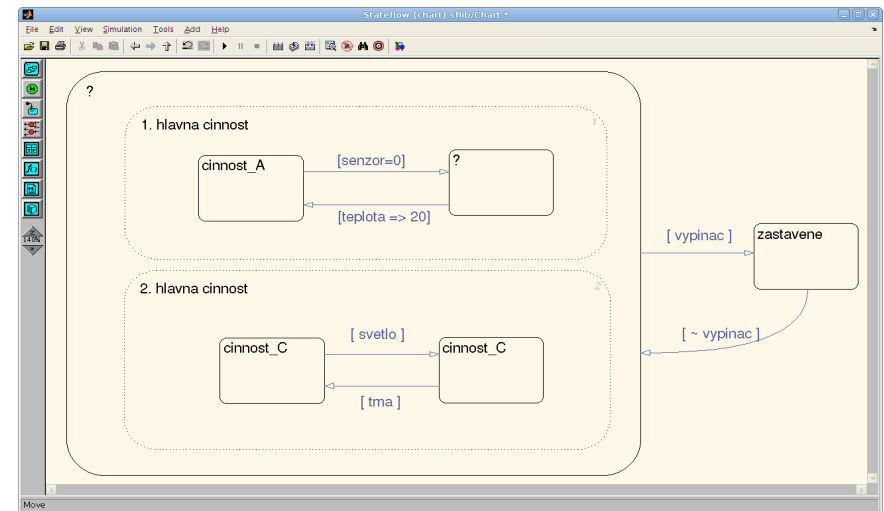 Stateflow (chart) sflib/Chart *
File Edit View Simulation Tools Add Help
?
1. hlavna cinnost
1
cinnost_A
[senzor=0]
?
[teplota => 20]
[ vypinac ]
zastavene
2. hlavna cinnost
2
cinnost_C
[ svetlo ]
cinnost_C
[ ~ vypinac ]
[ tma ]
140%
Move